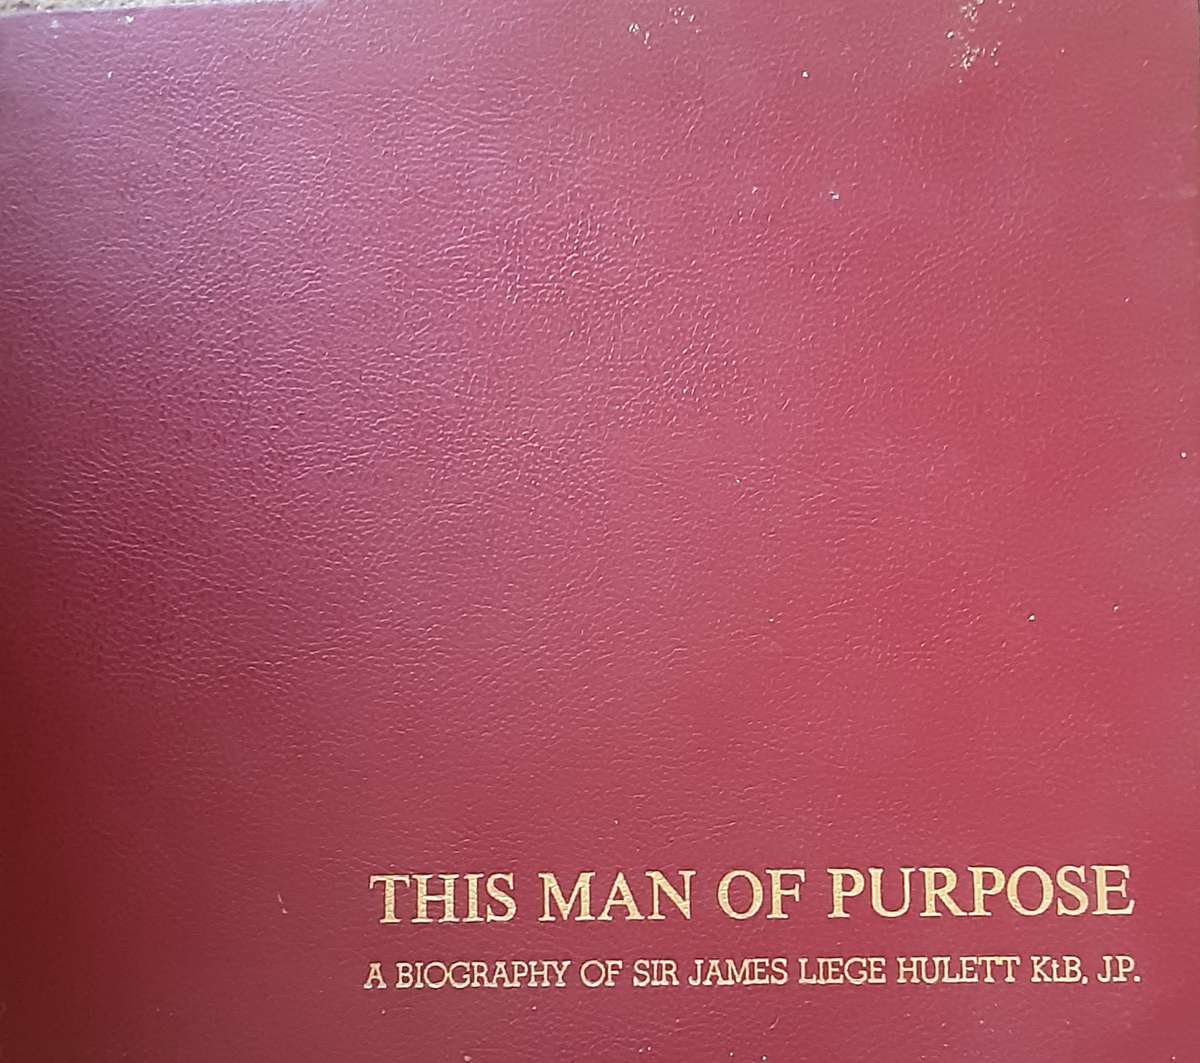 THIS MAN OF PURPOSE
A BIOGRAPHY OF SIR JAMES LIEGE HULETT KtB, J.P.